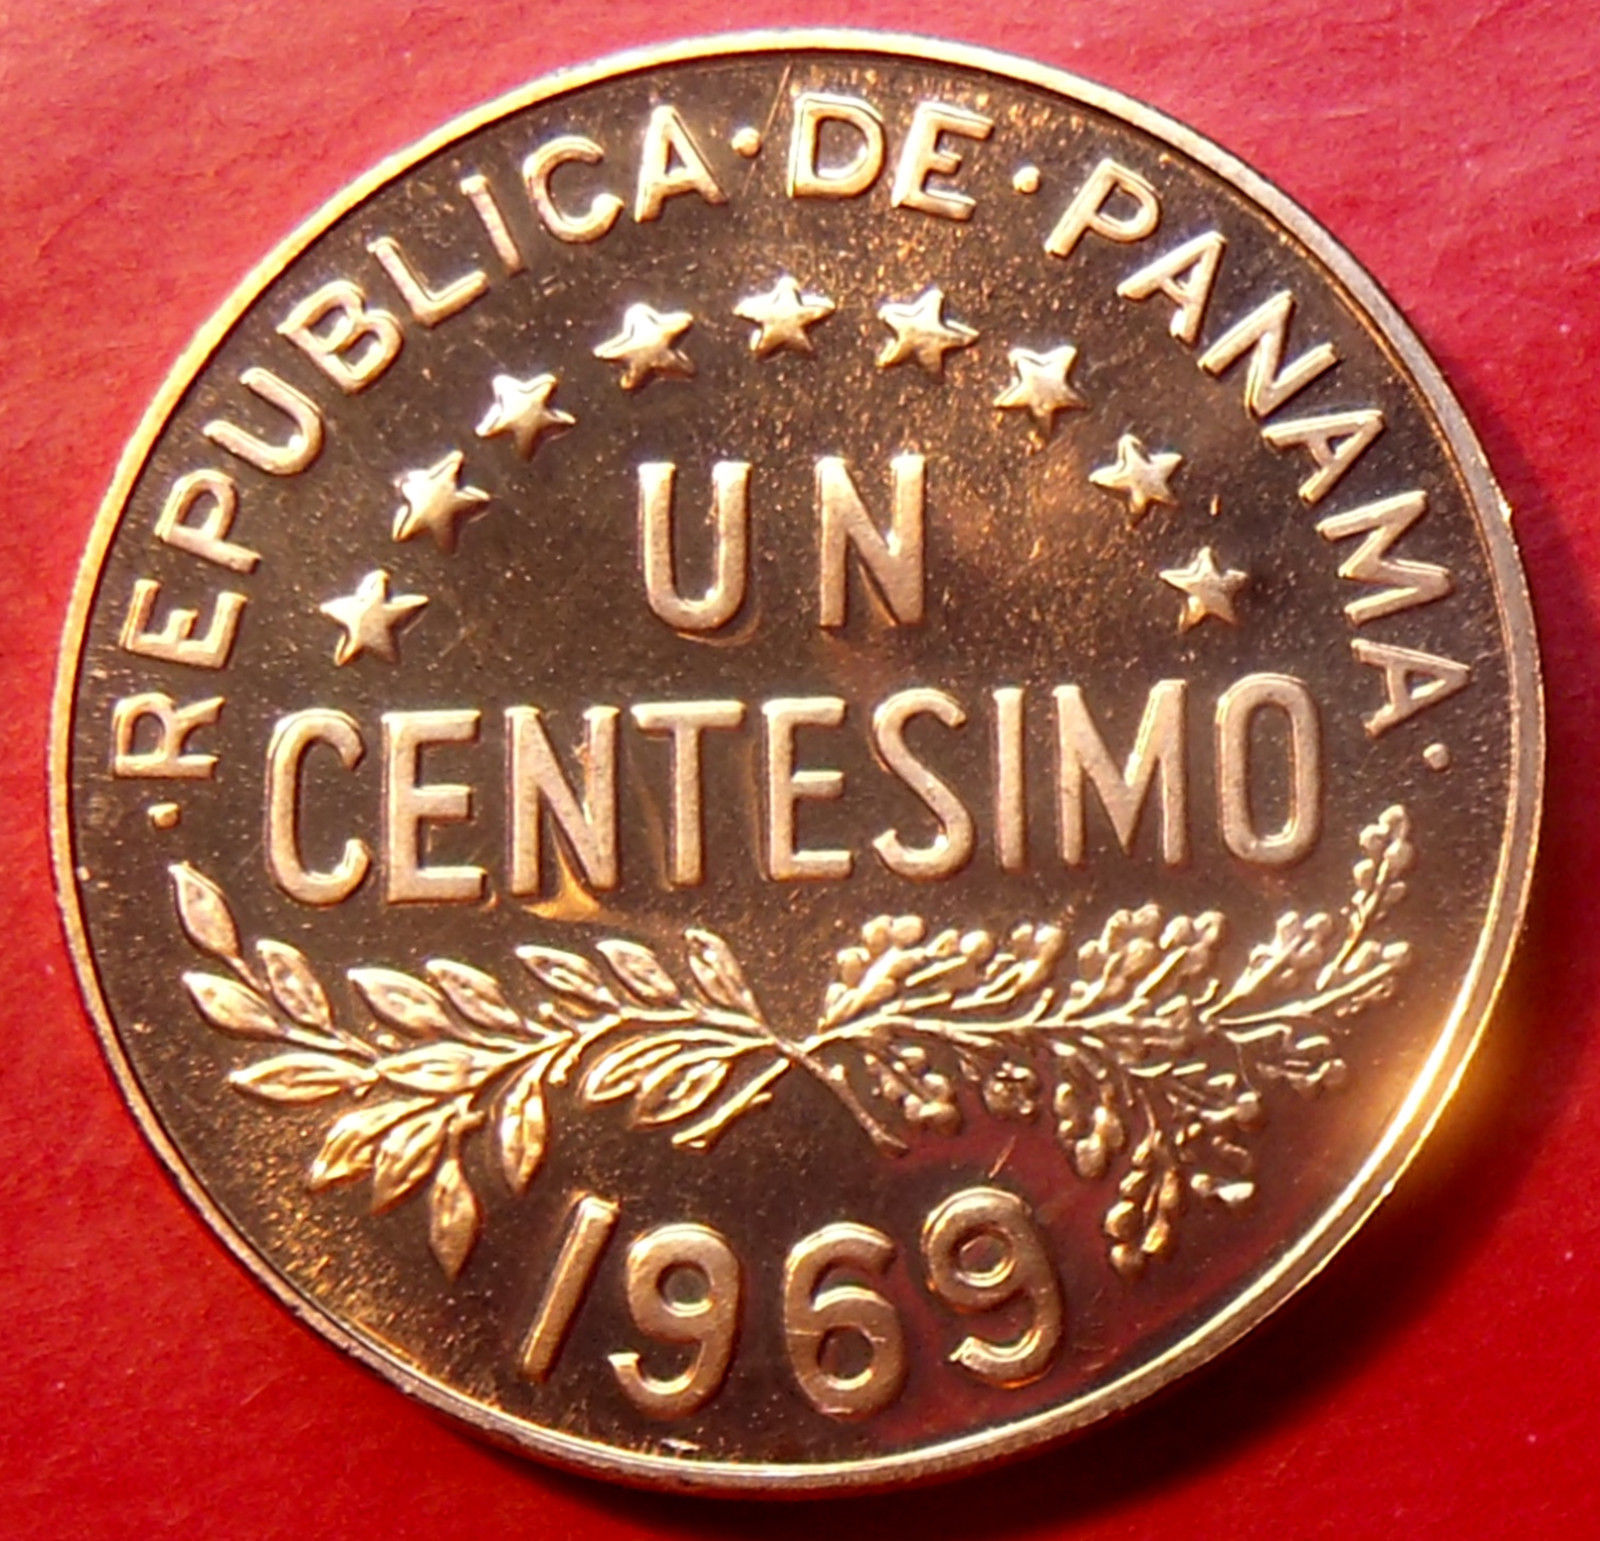 ·REPUBLICA·DE·PANAMA·
UN
CENTESIMO
1969